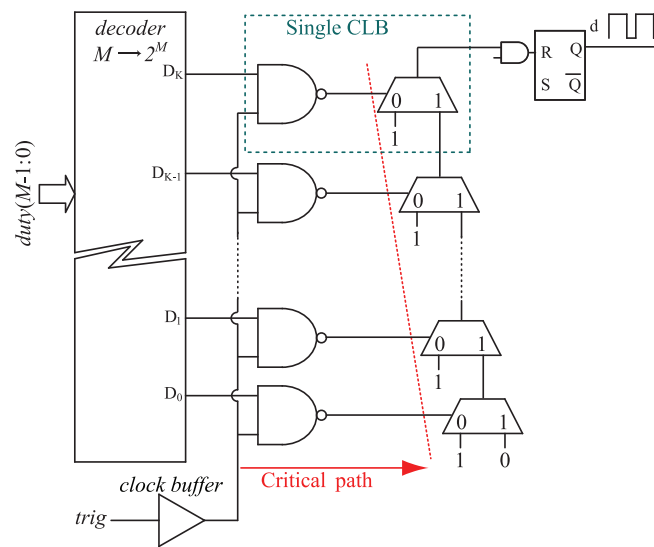 decoder
M → 2^M
Single CLB
d
R Q
S Q̅
D_K
0 1
1
D_{K-1}
0 1
1
duty(M-1:0)
D_1
0 1
1
D_0
0 1
1 0
Critical path
clock buffer
trig